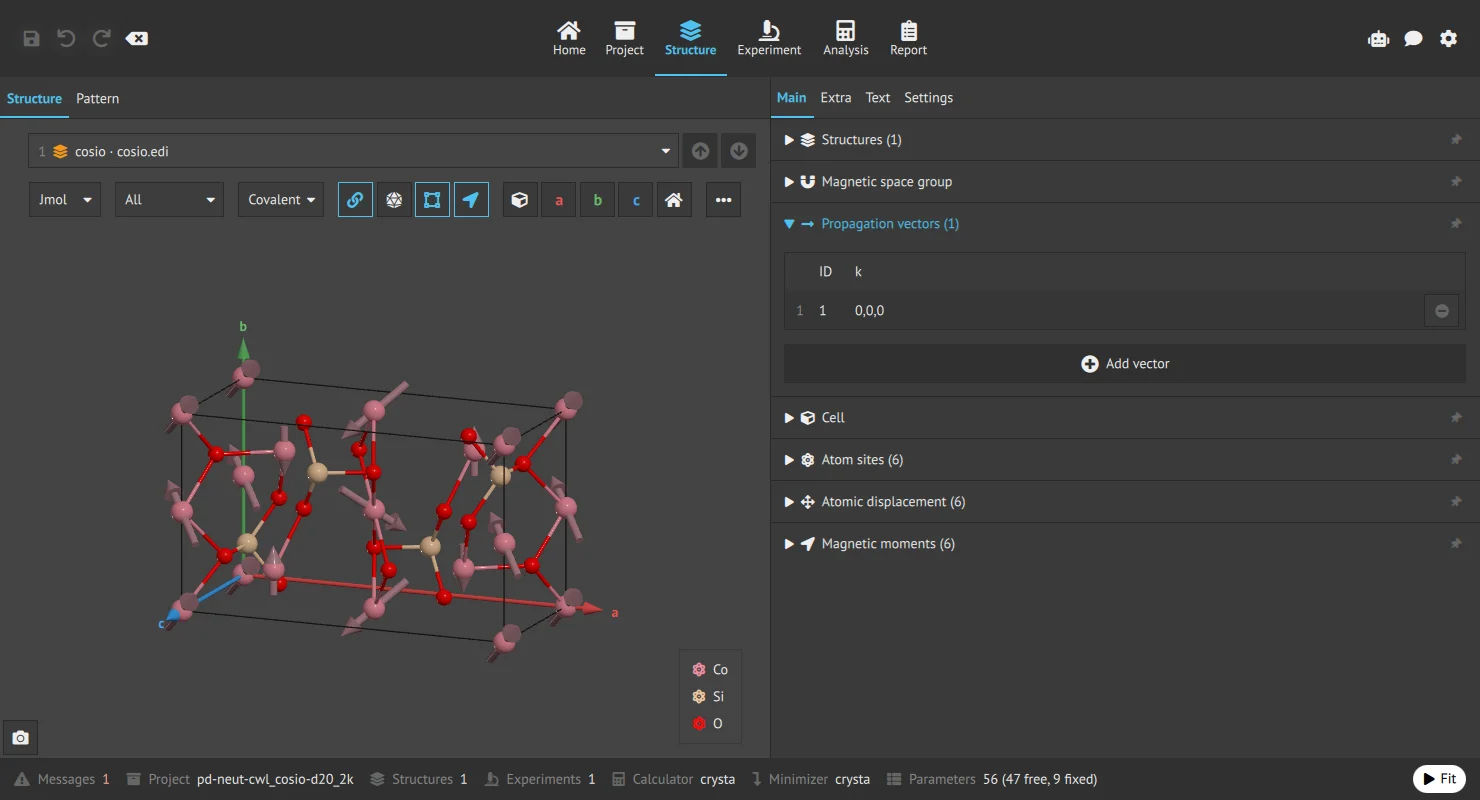 Home
Project
Structure
Experiment
Analysis
Report
Structure
Pattern
1 cosio · cosio.edi
Jmol
All
Covalent
a
b
c
b
a
c
Co
Si
O
Main
Extra
Text
Settings
Structures (1)
Magnetic space group
Propagation vectors (1)
ID k
1 1 0,0,0
Add vector
Cell
Atom sites (6)
Atomic displacement (6)
Magnetic moments (6)
Messages 1
Project pd-neut-cwl_cosio-d20_2k
Structures 1
Experiments 1
Calculator crysta
Minimizer crysta
Parameters 56 (47 free, 9 fixed)
Fit